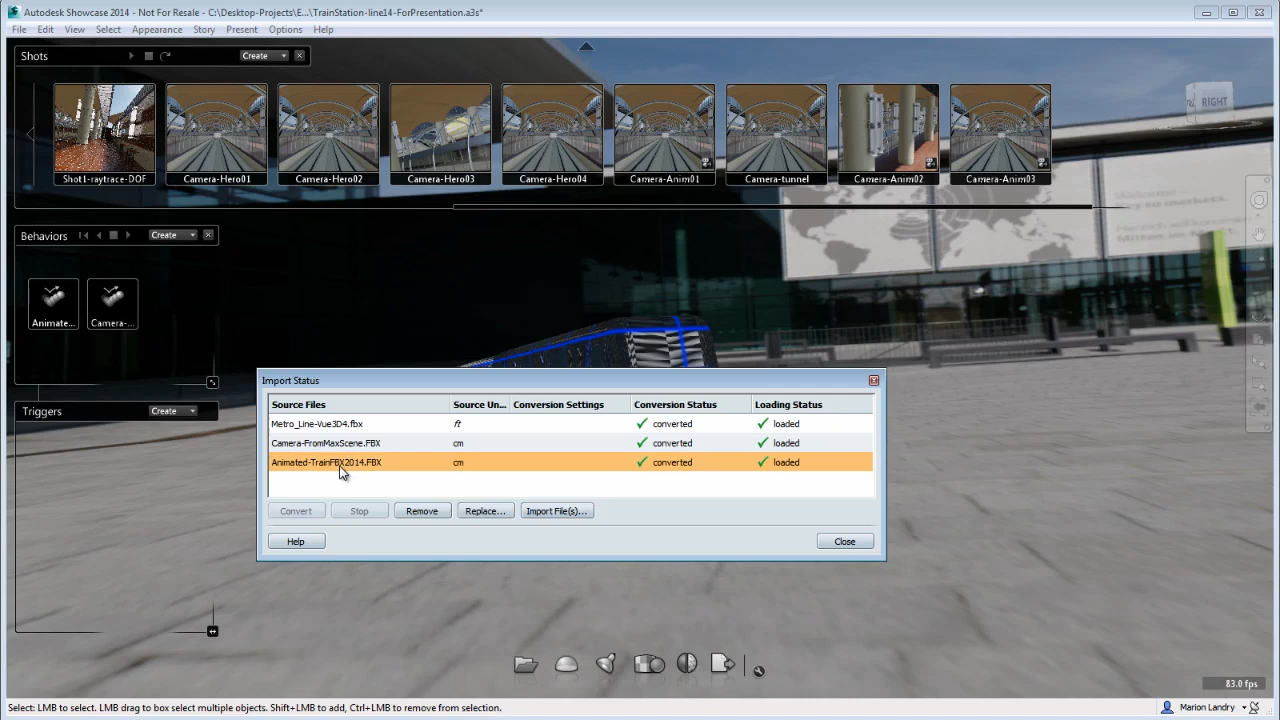 Autodesk Showcase 2014 - Not For Resale - C:\Desktop-Projects\E...\TrainStation-line14-ForPresentation.a3s*
File Edit View Select Appearance Story Present Options Help
Shots Create
Shot1-raytrace-DOF Camera-Hero01 Camera-Hero02 Camera-Hero03 Camera-Hero04 Camera-Anim01 Camera-tunnel Camera-Anim02 Camera-Anim03
RIGHT
Welcome
Behaviors Create
Animate... Camera-...
Import Status
Source Files Source Un... Conversion Settings Conversion Status Loading Status
Metro_Line-Vue3D4.fbx ft converted loaded
Camera-FromMaxScene.FBX cm converted loaded
Animated-TrainFBX2014.FBX cm converted loaded
Convert Stop Remove Replace... Import File(s)...
Help Close
Triggers Create
83.0 fps
Select: LMB to select. LMB drag to box select multiple objects. Shift+LMB to add, Ctrl+LMB to remove from selection.
Marion Landry